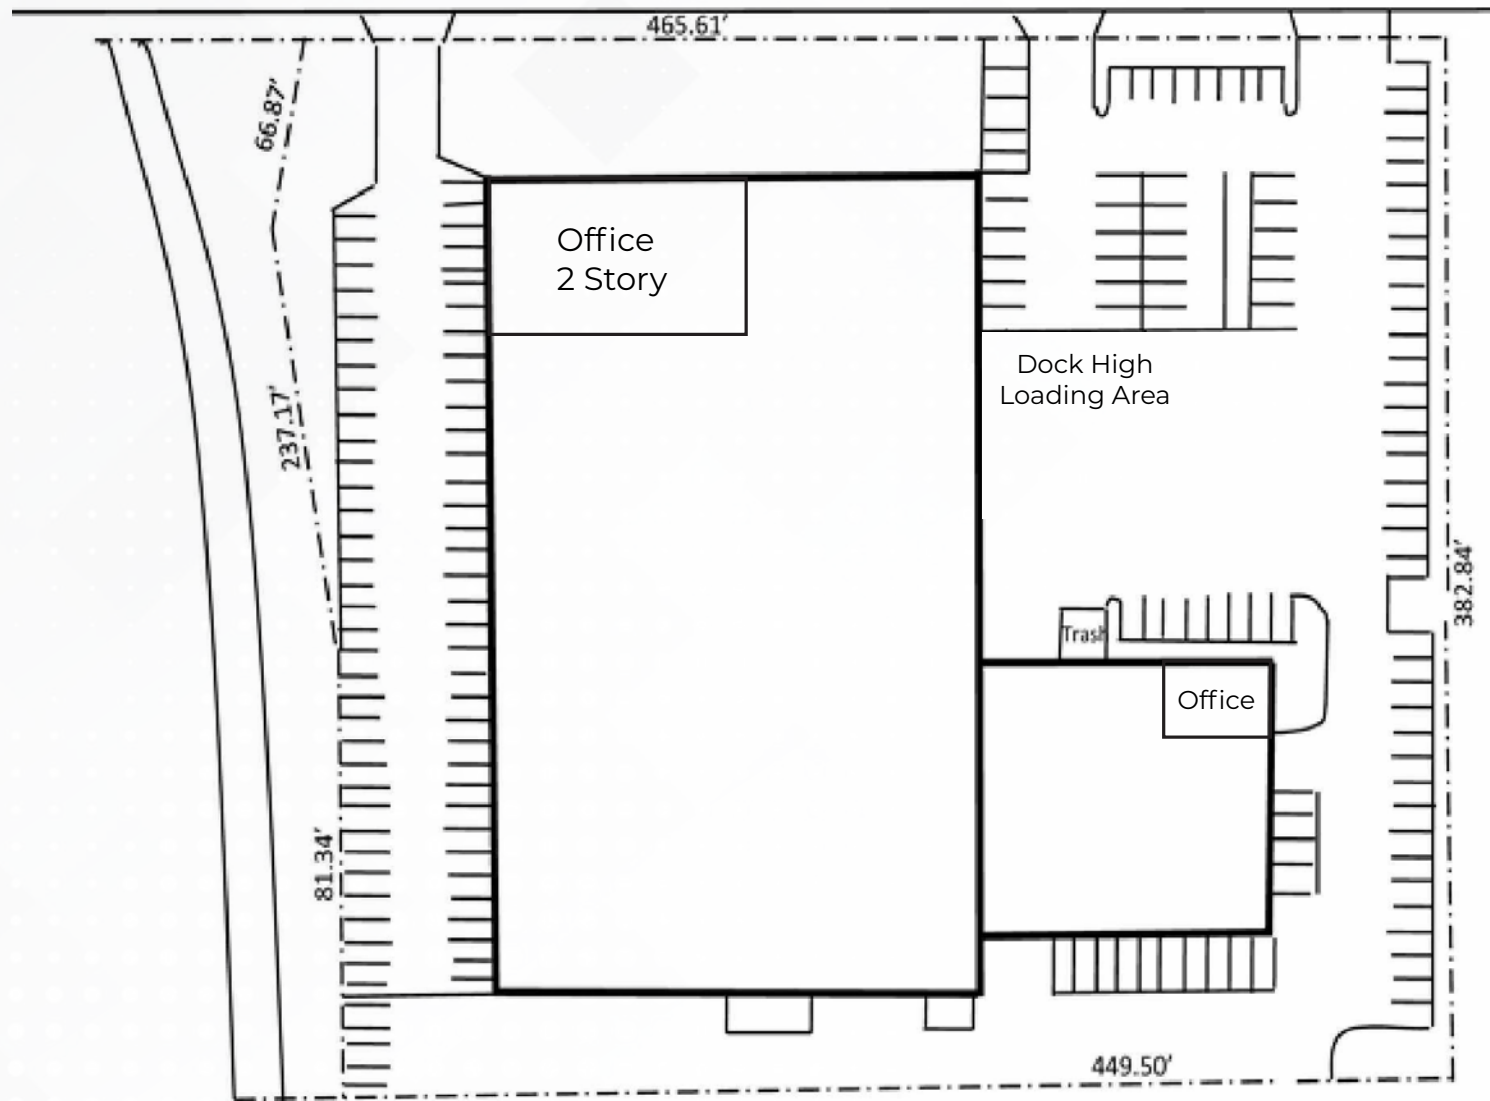 465.61'
66.87'
Office
2 Story
Dock High
Loading Area
237.17'
382.84'
Trash
Office
81.34'
449.50'